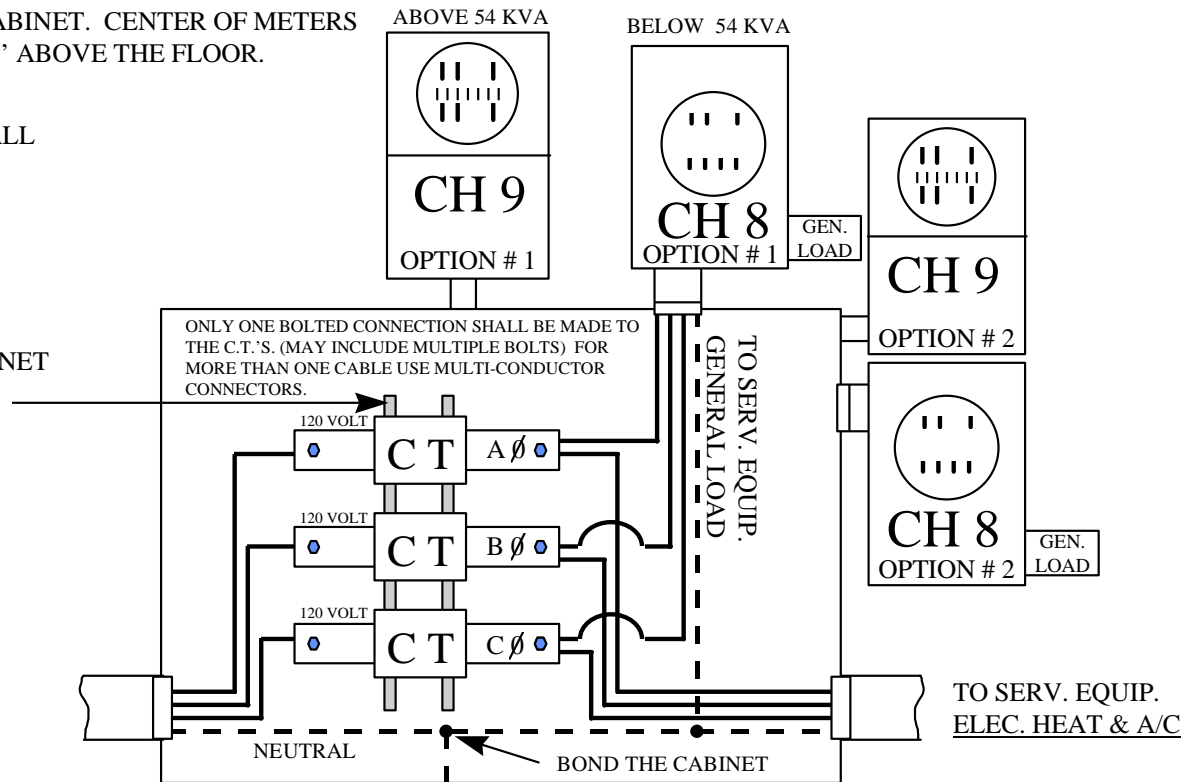 ABINET. CENTER OF METERS
' ABOVE THE FLOOR.
ALL
NET
ABOVE 54 KVA
BELOW 54 KVA
CH 9
OPTION # 1
CH 8
OPTION # 1
GEN.
LOAD
CH 9
OPTION # 2
CH 8
OPTION # 2
GEN.
LOAD
ONLY ONE BOLTED CONNECTION SHALL BE MADE TO
THE C.T.'S. (MAY INCLUDE MULTIPLE BOLTS) FOR
MORE THAN ONE CABLE USE MULTI-CONDUCTOR
CONNECTORS.
TO SERV. EQUIP.
GENERAL LOAD
120 VOLT
C T
A Ø
120 VOLT
C T
B Ø
120 VOLT
C T
C Ø
NEUTRAL
BOND THE CABINET
TO SERV. EQUIP.
ELEC. HEAT & A/C